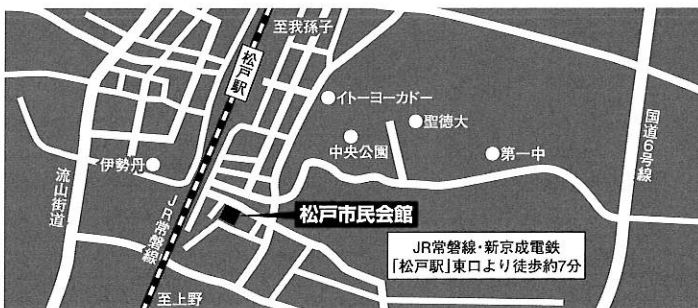 至我孫子
松戸駅
イトーヨーカドー
聖徳大
中央公園
第一中
国道6号線
伊勢丹
流山街道
JR常磐線
松戸市民会館
JR常磐線・新京成電鉄
「松戸駅」東口より徒歩約7分
至上野